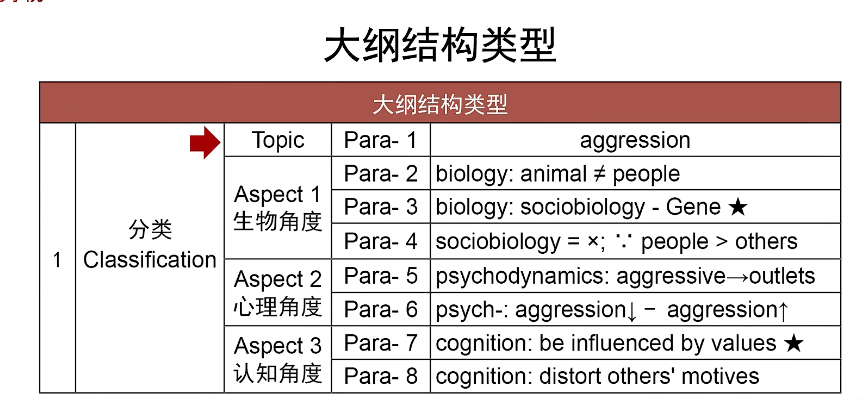 大纲结构类型
大纲结构类型
1
分类
Classification
Topic
Para- 1
aggression
Aspect 1
生物角度
Para- 2
biology: animal ≠ people
Para- 3
biology: sociobiology - Gene ★
Para- 4
sociobiology = ×; ∵ people > others
Aspect 2
心理角度
Para- 5
psychodynamics: aggressive→outlets
Para- 6
psych-: aggression↓ − aggression↑
Aspect 3
认知角度
Para- 7
cognition: be influenced by values ★
Para- 8
cognition: distort others' motives